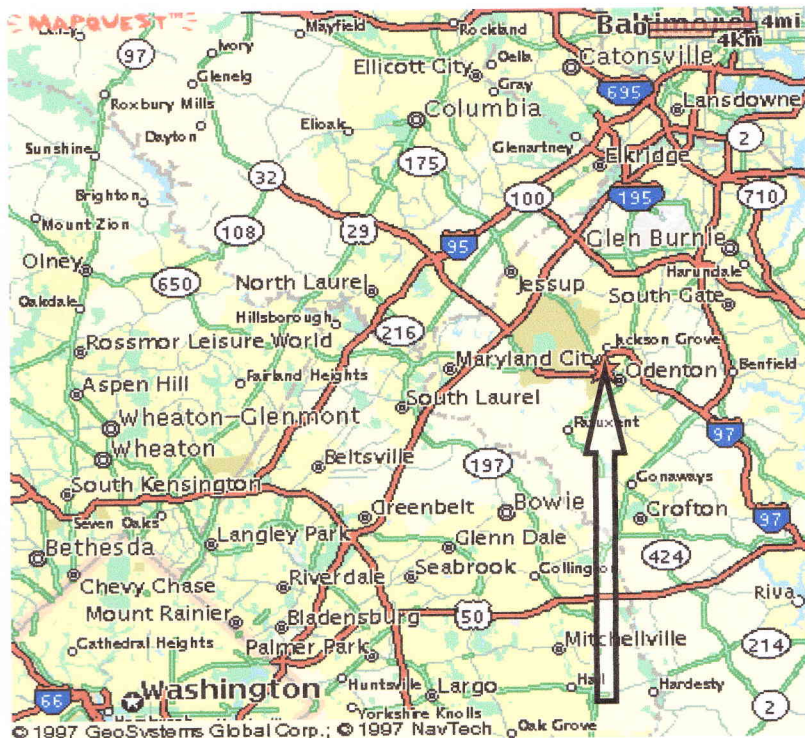 MAPQUEST™
Baltimore
4mi
4Km
Mayfield
Rockland
Ivory
97
Oella
Catonsville
Ellicott City
Glenelg
Gray
695
Roxbury Mills
Lansdowne
Columbia
Elioak
Dayton
Glenartney
2
Sunshine
175
Elkridge
32
Brighton
100
195
710
Mount Zion
108
29
95
Glen Burnie
Olney
Jessup
Harundale
650
North Laurel
South Gate
Oakdale
Hillsborough
216
Jackson Grove
Rossmor Leisure World
Maryland City
Benfield
Fairland Heights
Odenton
Aspen Hill
South Laurel
Wheaton-Glenmont
Patuxent
97
Wheaton
Beltsville
197
South Kensington
Conaways
Greenbelt
Bowie
Crofton
97
Seven Oaks
Langley Park
Glenn Dale
Bethesda
424
Chevy Chase
Riverdale
Seabrook
Collington
Riva
Mount Rainier
Bladensburg
50
Cathedral Heights
Palmer Park
Mitchellville
214
66
Washington
Huntsville
Largo
Hall
Hardesty
2
Yorkshire Knolls
Oak Grove
© 1997 GeoSystems Global Corp.; © 1997 NavTech